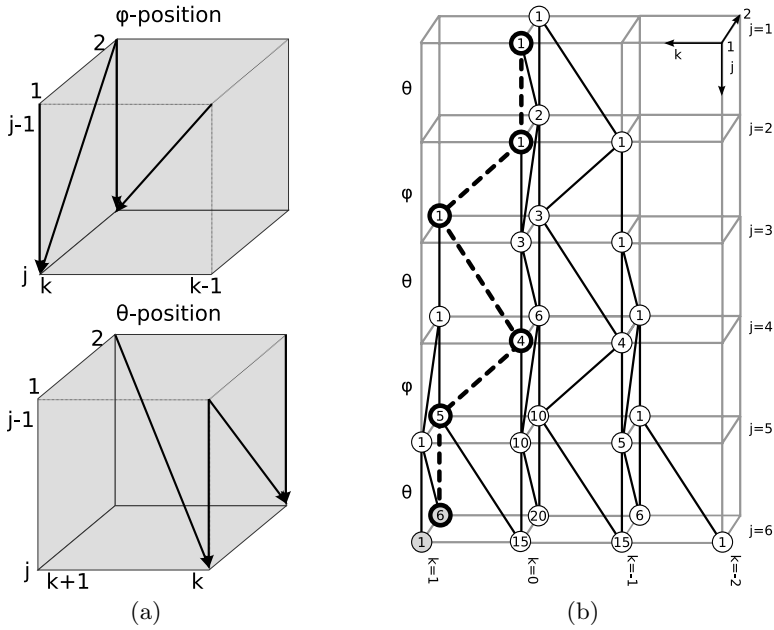 φ-position
2
1
j-1
j
k
k-1
θ-position
2
1
j-1
j
k+1
k
(a)
1
2
j=1
1
1
k
j
θ
2
j=2
1
1
φ
1
3
j=3
3
1
θ
1
6
1
j=4
4
4
φ
5
10
1
j=5
1
10
5
θ
6
20
6
j=6
1
15
15
1
k=1
k=0
k=-1
k=-2
(b)